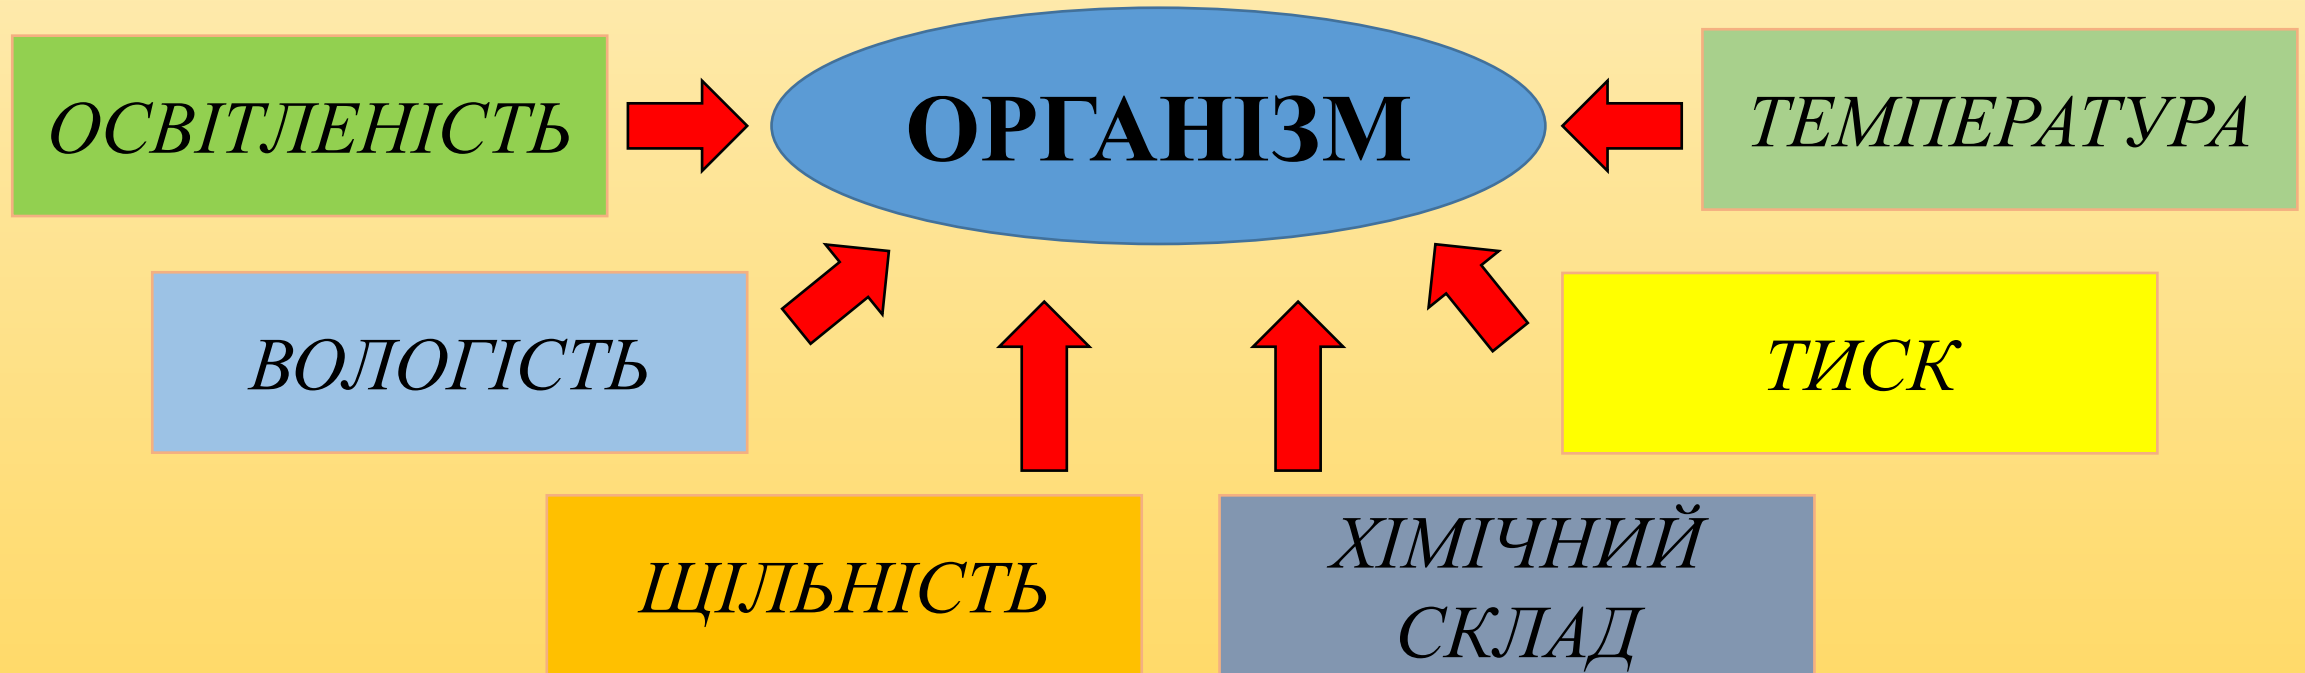 ОСВІТЛЕНІСТЬ
ОРГАНІЗМ
ТЕМПЕРАТУРА
ВОЛОГІСТЬ
ТИСК
ЩІЛЬНІСТЬ
ХІМІЧНИЙ
СКЛАД